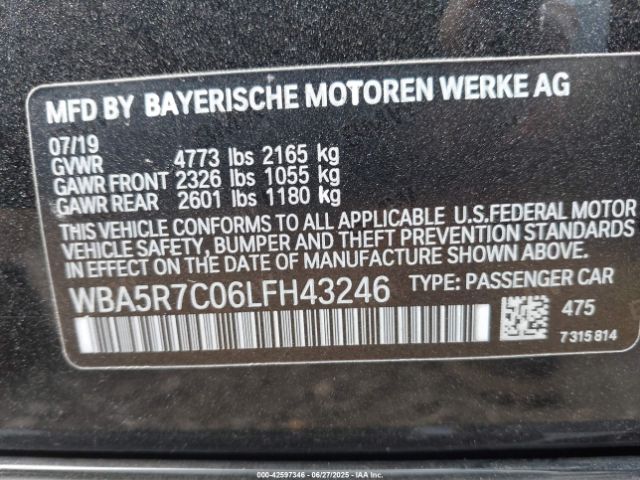 MFD BY BAYERISCHE MOTOREN WERKE AG
07/19
GVWR 4773 lbs 2165 kg
GAWR FRONT 2326 lbs 1055 kg
GAWR REAR 2601 lbs 1180 kg
THIS VEHICLE CONFORMS TO ALL APPLICABLE U.S.FEDERAL MOTOR
VEHICLE SAFETY, BUMPER AND THEFT PREVENTION STANDARDS
IN EFFECT ON THE DATE OF MANUFACTURE SHOWN ABOVE.
WBA5R7C06LFH43246 TYPE: PASSENGER CAR
475
7315814
© 42597346 06/27/2025 COPART